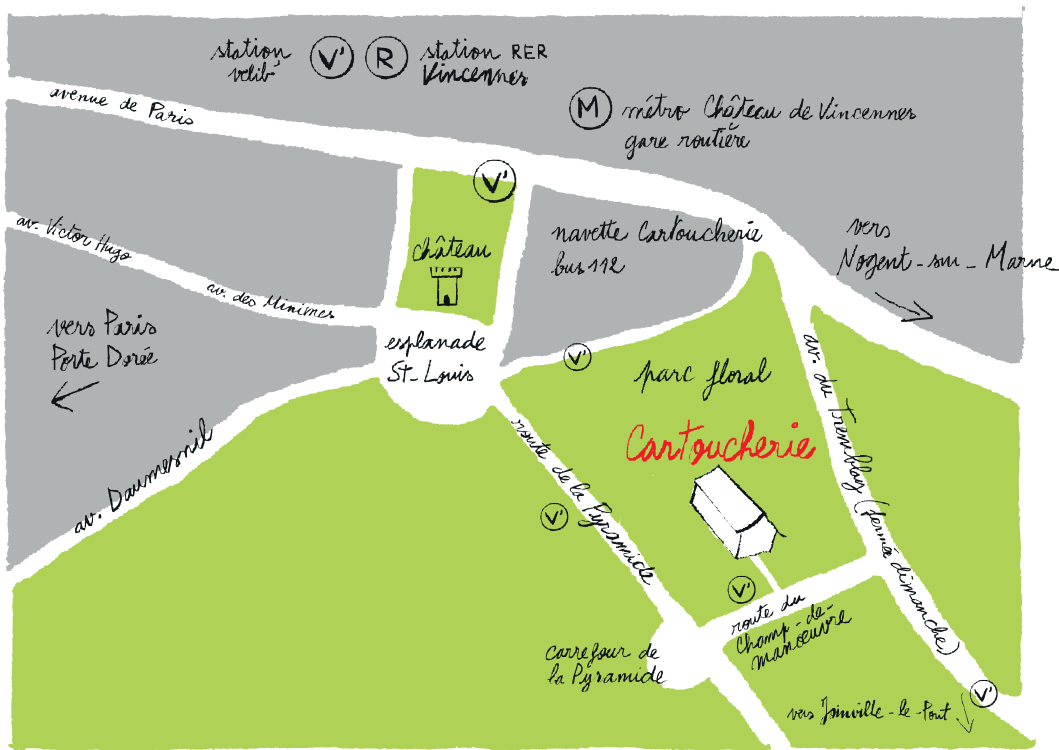 station
velib'
V'
R
station RER
Vincennes
avenue de Paris
M
métro Château de Vincennes
gare routière
V'
av. Victor Hugo
château
navette Cartoucherie
bus 112
vers
Nogent-sur-Marne
av. des Minimes
vers Paris
Porte Dorée
esplanade
St-Louis
V'
parc floral
av. du Tremblay (fermée dimanche)
Cartoucherie
av. Daumesnil
route de la Pyramide
V'
V'
route du
Champ-de-
manœuvre
carrefour de
la Pyramide
V'
vers Joinville-le-Pont